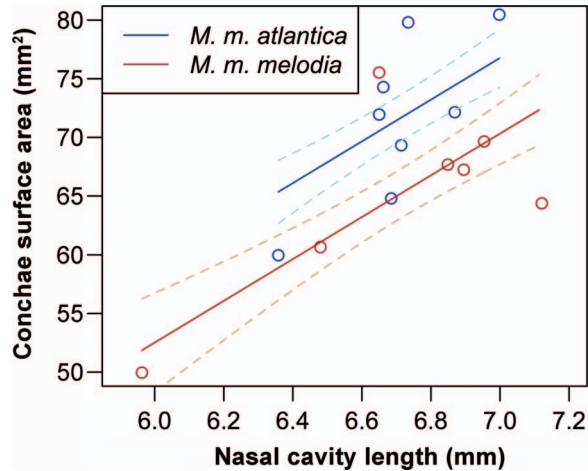 Conchae surface area (mm²)
80
75
70
65
60
55
50
M. m. atlantica
M. m. melodia
6.0 6.2 6.4 6.6 6.8 7.0 7.2
Nasal cavity length (mm)